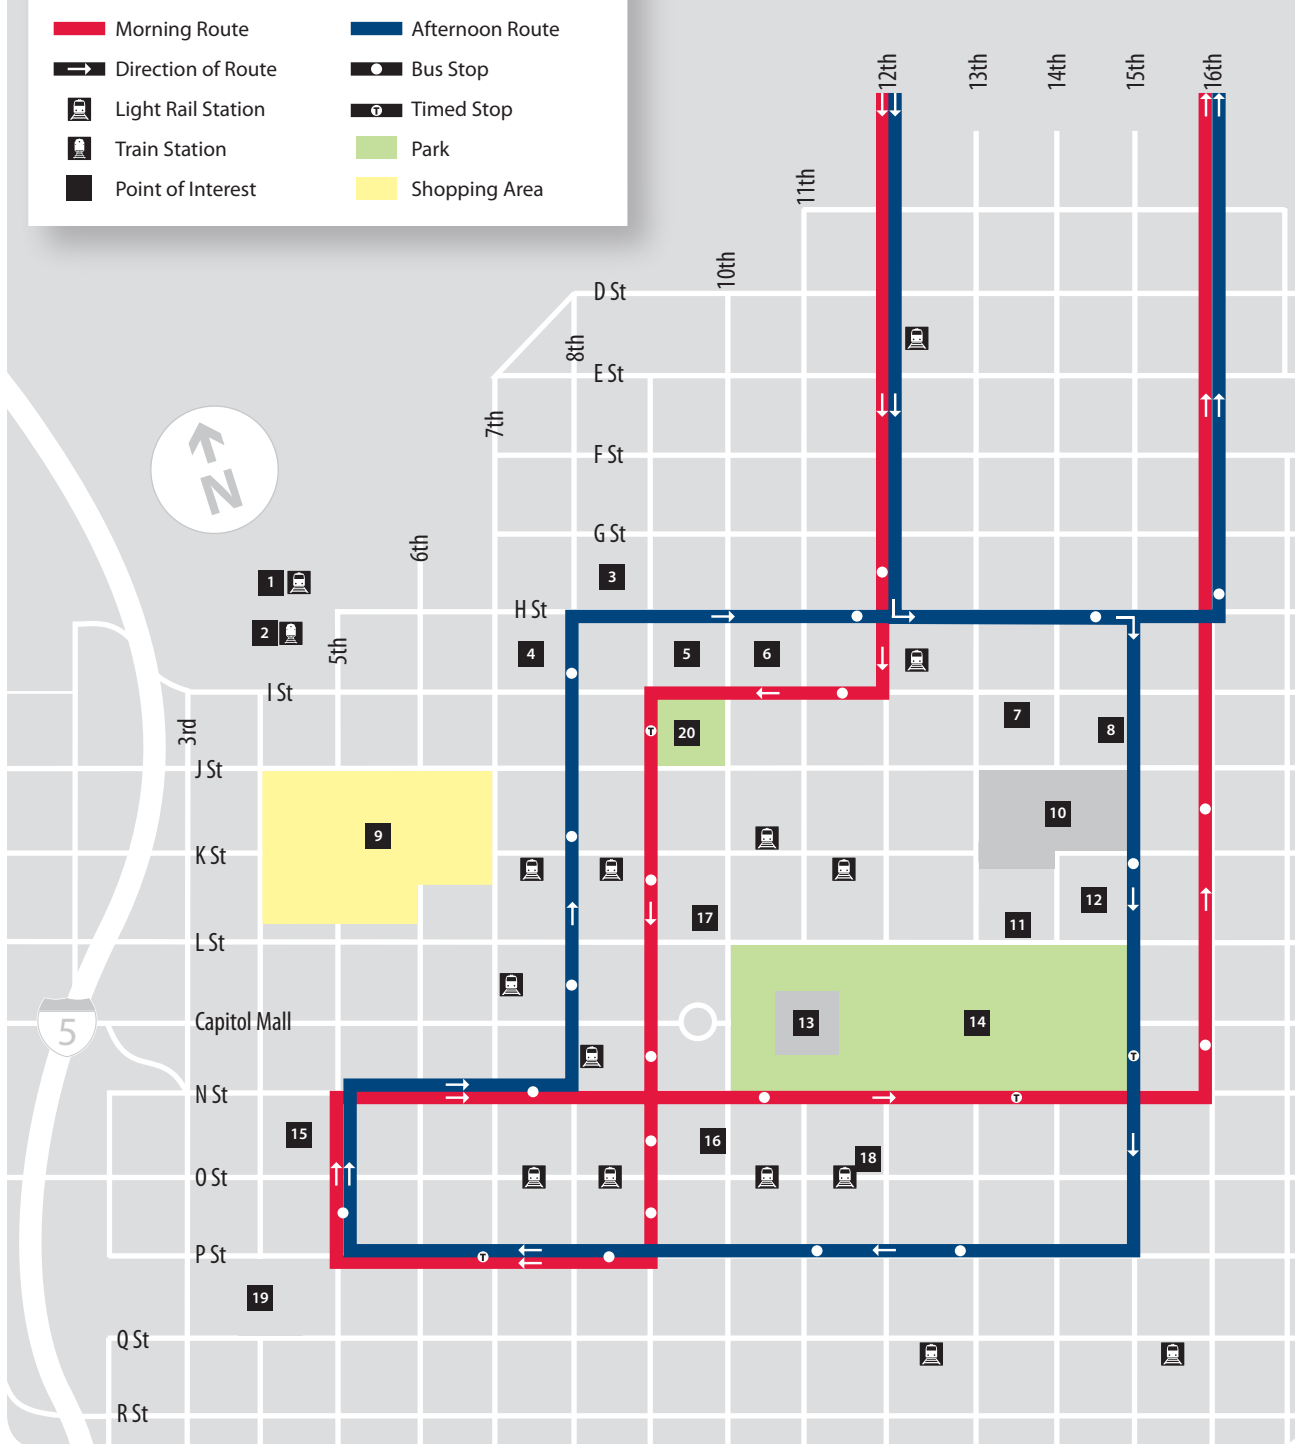 Morning Route
Afternoon Route
Direction of Route
Bus Stop
Light Rail Station
T
Timed Stop
Train Station
Park
Point of Interest
Shopping Area
12th
13th
14th
15th
16th
11th
10th
D St
8th
E St
7th
F St
N
G St
6th
1
3
H St
2
5th
4
5
6
I St
3rd
7
8
T
20
J St
9
10
K St
12
17
11
L St
5
Capitol Mall
13
14
T
N St
T
15
16
18
O St
P St
T
19
Q St
R St